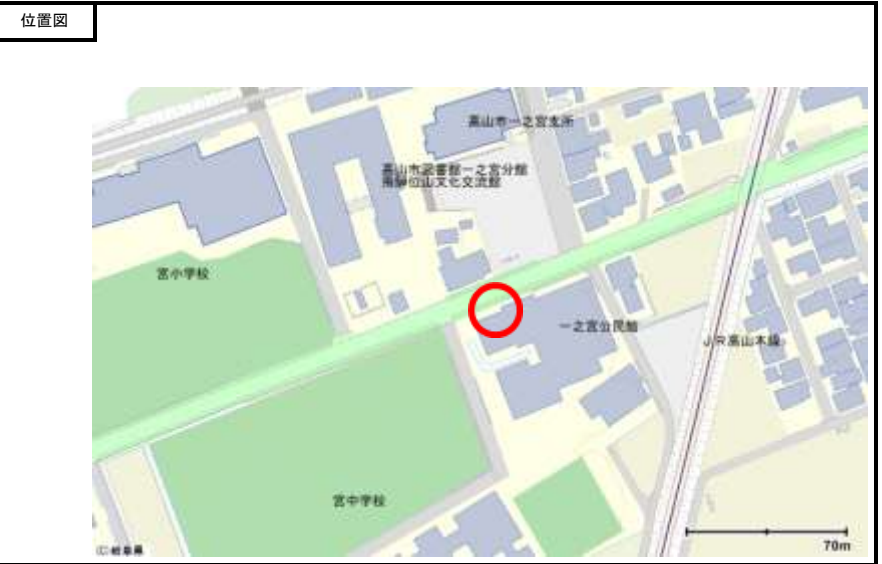 位置図
高山市一之宮支所
高山市図書館一之宮分館
飛騨位山文化交流館
宮小学校
一之宮公民館
JR高山本線
宮中学校
(C)岐阜県
70m